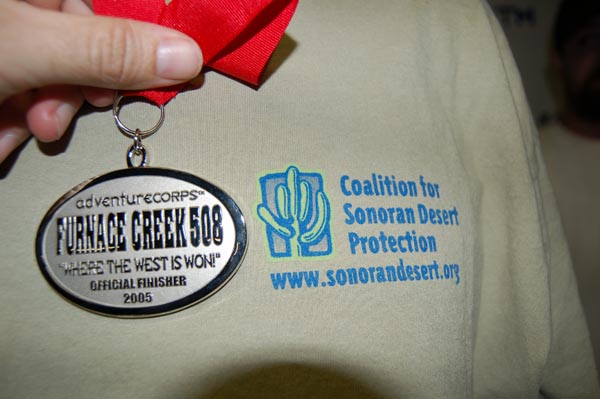 adventureCORPS™
FURNACE CREEK 508
"WHERE THE WEST IS WON!"
OFFICIAL FINISHER
2005
Coalition for
Sonoran Desert
Protection
www.sonorandesert.org